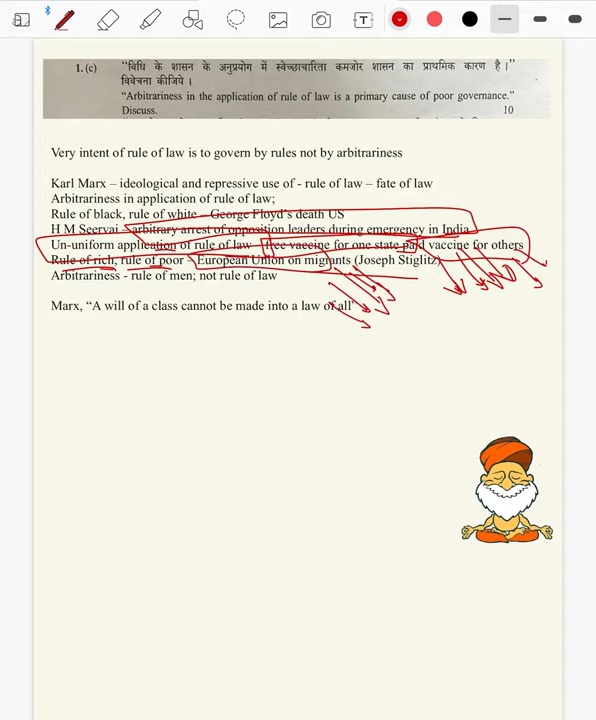 1. (c) "विधि के शासन के अनुप्रयोग में स्वेच्छाचारिता कमजोर शासन का प्राथमिक कारण है।"
विवेचना कीजिये।
"Arbitrariness in the application of rule of law is a primary cause of poor governance."
Discuss. 10
Very intent of rule of law is to govern by rules not by arbitrariness
Karl Marx – ideological and repressive use of - rule of law – fate of law
Arbitrariness in application of rule of law;
Rule of black, rule of white – George Floyd's death US
H M Seervai - arbitrary arrest of opposition leaders during emergency in India
Un-uniform application of rule of law – free vaccine for one state paid vaccine for others
Rule of rich, rule of poor - European Union on migrants (Joseph Stiglitz)
Arbitrariness - rule of men; not rule of law
Marx, "A will of a class cannot be made into a law of all"